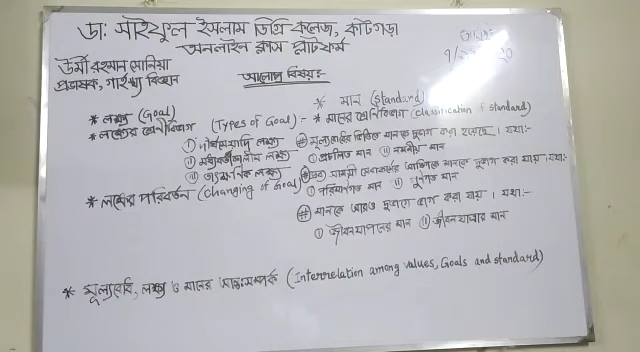 ডা: সাইফুল ইসলাম ডিগ্রি কলেজ, কাটগড়া
অনলাইন ক্লাস প্লাটফর্ম
উর্মী রহমান সোনিয়া
প্রভাষক, গার্হস্থ্য বিজ্ঞান
আলোচ্য বিষয়:-
* লক্ষ্য (Goal)
* লক্ষ্যের শ্রেণীবিভাগ (Types of Goal):-
i) দীর্ঘমেয়াদি লক্ষ্য
ii) মধ্যবর্তীকালীন লক্ষ্য
iii) তাৎক্ষণিক লক্ষ্য
* লক্ষ্যের পরিবর্তন (Changing of Goal)
* মান (Standard)
* মানের শ্রেণীবিভাগ (Classification of Standard)
# মূল্যবোধের ভিত্তিতে মানকে দুভাগ করা হয়েছে। যথা:-
i) প্রচলিত মান ii) নমনীয় মান
# দ্রব্য সামগ্রী মানকে দুভাগ করা যায়। যথা:-
i) পরিমাণগত মান ii) গুণগত মান
# মানকে আরও দুভাগে ভাগ করা যায়। যথা:-
i) জীবনযাপনের মান ii) জীবনযাত্রার মান
* মূল্যবোধ, লক্ষ্য ও মানের আন্তঃসম্পর্ক (Interrelation among values, Goals and standard)